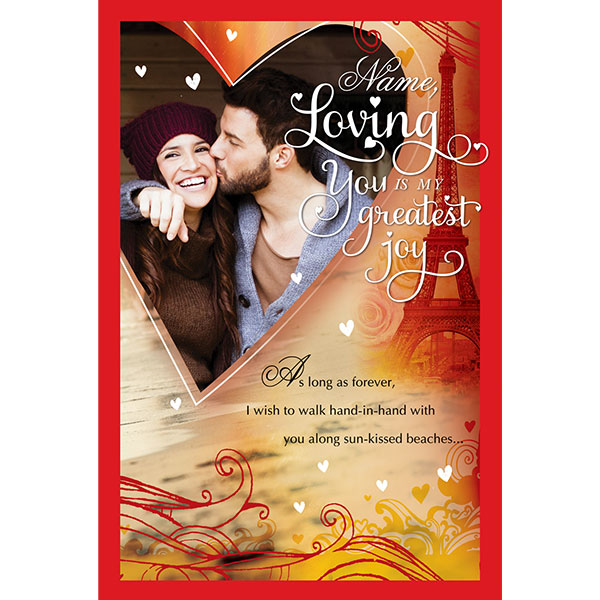 Name,
Loving
You IS MY
greatest
joy
As long as forever,
I wish to walk hand-in-hand with
you along sun-kissed beaches...